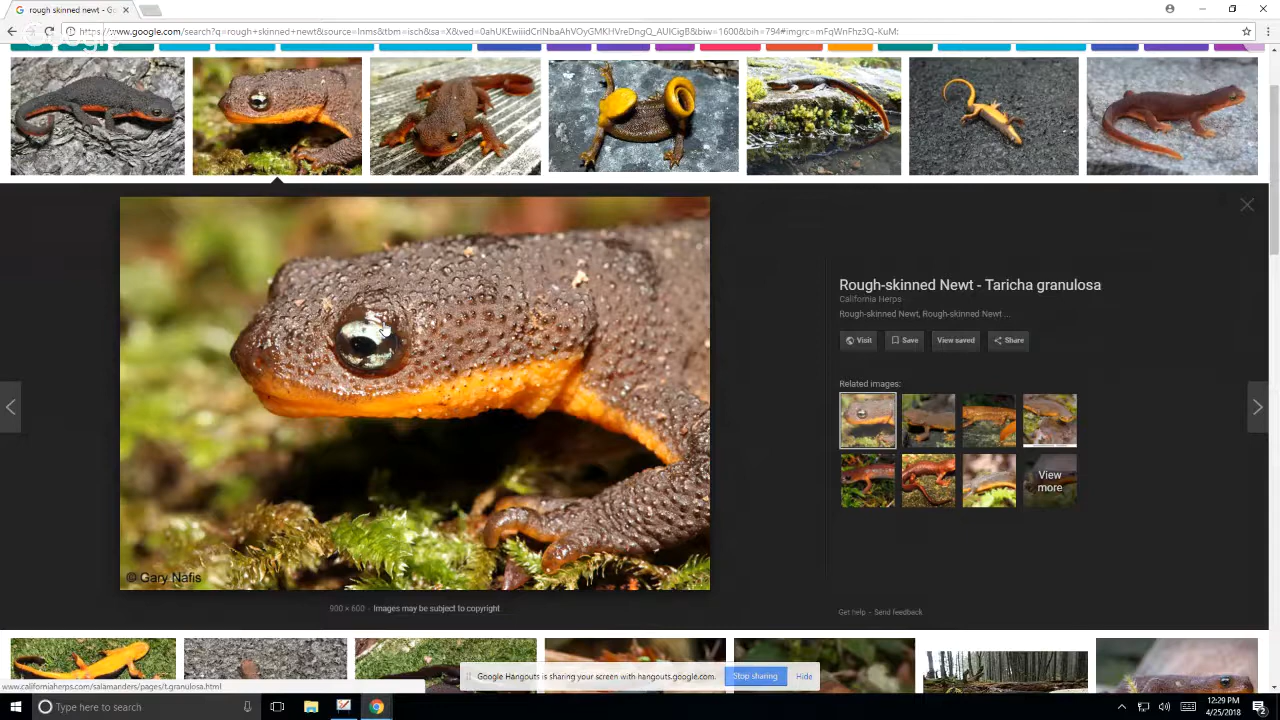 rough skinned newt - Go
https://www.google.com/search?q=rough+skinned+newt&source=lnms&tbm=isch&sa=X&ved=0ahUKEwiiidCriNbaAhVOyGMKHVreDngQ_AUICigB&biw=1600&bih=794#imgrc=mFqWnFhz3Q-KuM:
Rough-skinned Newt - Taricha granulosa
California Herps
Rough-skinned Newt, Rough-skinned Newt ...
Visit Save View saved Share
Related images:
View more
© Gary Nafis
900 × 600 - Images may be subject to copyright
Get help - Send feedback
Google Hangouts is sharing your screen with hangouts.google.com. Stop sharing Hide
www.californiaherps.com/salamanders/pages/t.granulosa.html
Type here to search
12:29 PM
4/25/2018
2